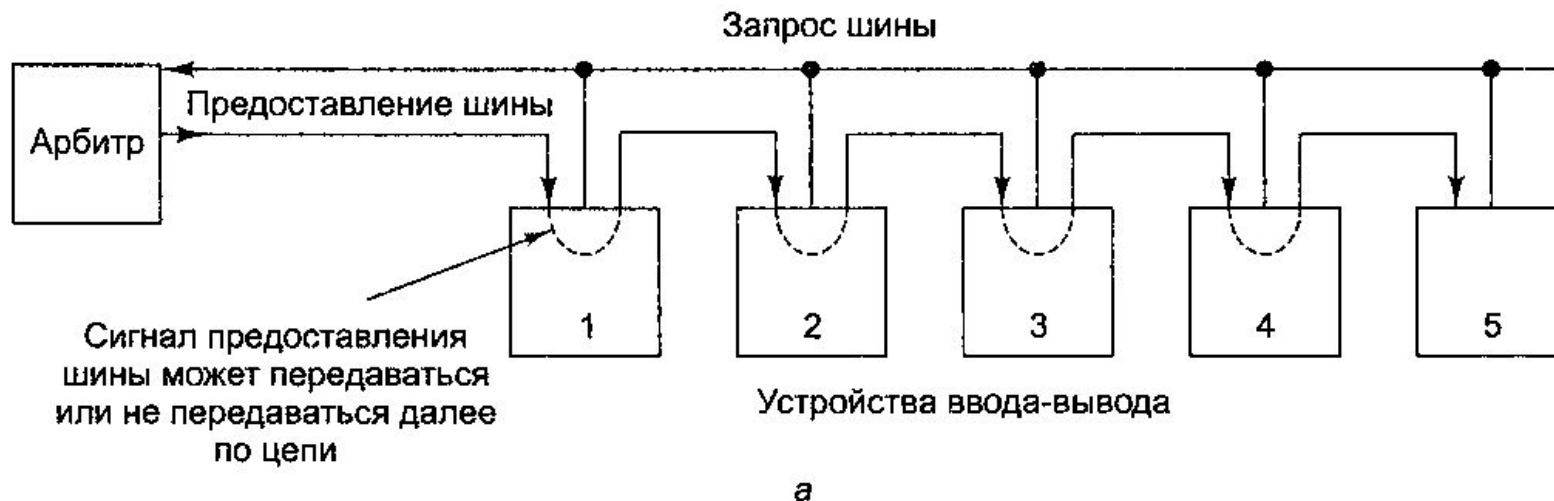 Запрос шины
Предоставление шины
Арбитр
1
2
3
4
5
Сигнал предоставления
шины может передаваться
или не передаваться далее
по цепи
Устройства ввода-вывода
а